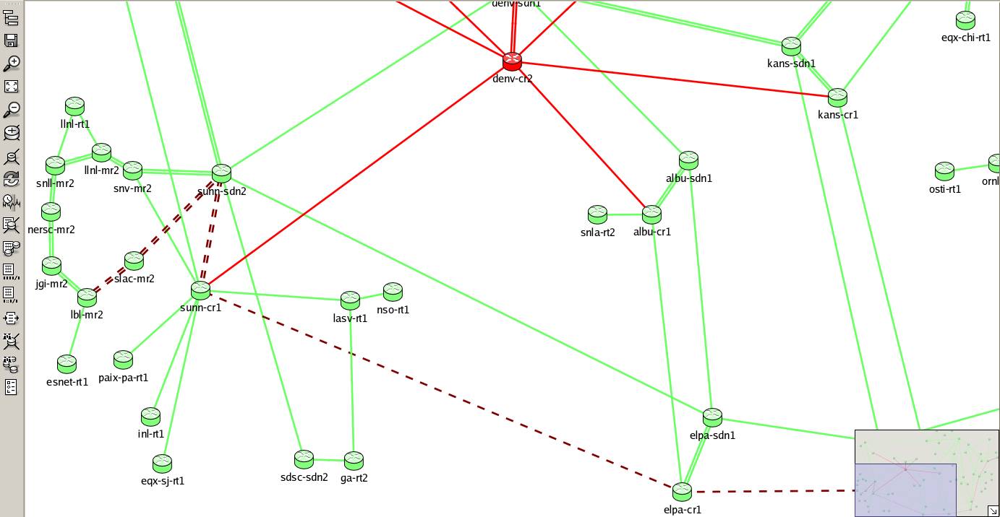 denv-sdn1
eqx-chi-rt1
kans-sdn1
denv-cr2
kans-cr1
llnl-rt1
llnl-mr2
albu-sdn1
snll-mr2
snv-mr2
sunn-sdn2
osti-rt1
ornl
nersc-mr2
snla-rt2
albu-cr1
slac-mr2
jgi-mr2
sunn-cr1
lbl-mr2
lasv-rt1
nso-rt1
esnet-rt1
paix-pa-rt1
inl-rt1
elpa-sdn1
eqx-sj-rt1
sdsc-sdn2
ga-rt2
elpa-cr1